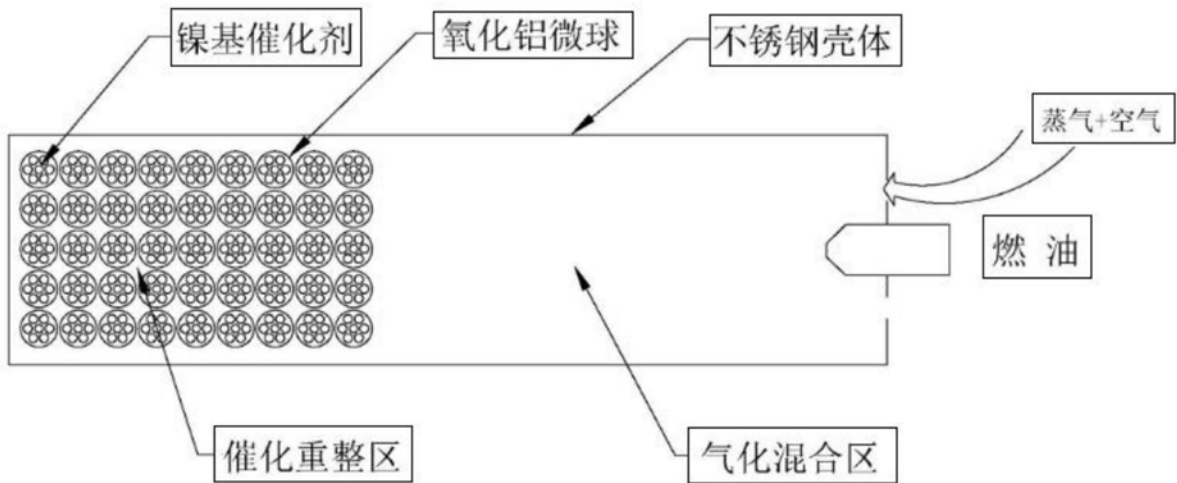 镍基催化剂
氧化铝微球
不锈钢壳体
蒸气+空气
燃 油
催化重整区
气化混合区